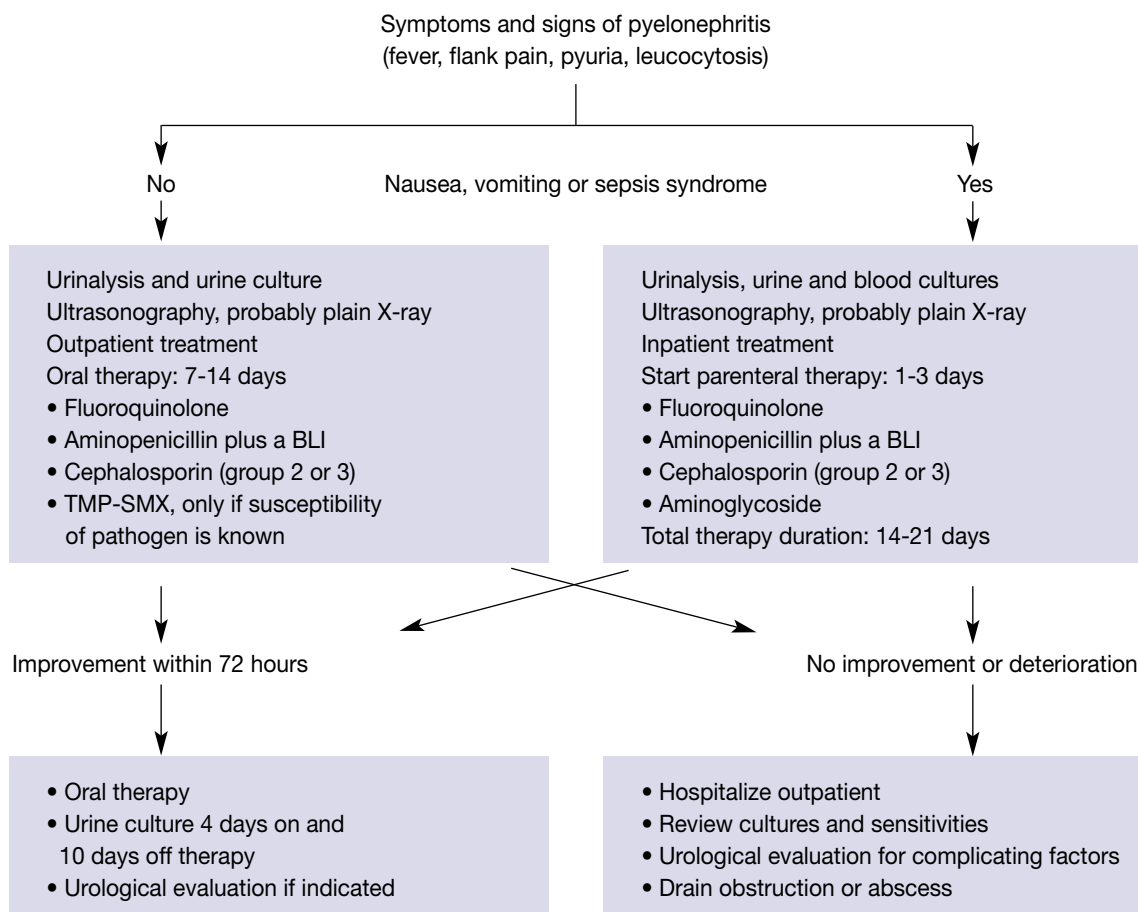 Symptoms and signs of pyelonephritis
(fever, flank pain, pyuria, leucocytosis)
No
Nausea, vomiting or sepsis syndrome
Yes
Urinalysis and urine culture
Ultrasonography, probably plain X-ray
Outpatient treatment
Oral therapy: 7-14 days
• Fluoroquinolone
• Aminopenicillin plus a BLI
• Cephalosporin (group 2 or 3)
• TMP-SMX, only if susceptibility
of pathogen is known
Urinalysis, urine and blood cultures
Ultrasonography, probably plain X-ray
Inpatient treatment
Start parenteral therapy: 1-3 days
• Fluoroquinolone
• Aminopenicillin plus a BLI
• Cephalosporin (group 2 or 3)
• Aminoglycoside
Total therapy duration: 14-21 days
Improvement within 72 hours
No improvement or deterioration
• Oral therapy
• Urine culture 4 days on and
10 days off therapy
• Urological evaluation if indicated
• Hospitalize outpatient
• Review cultures and sensitivities
• Urological evaluation for complicating factors
• Drain obstruction or abscess